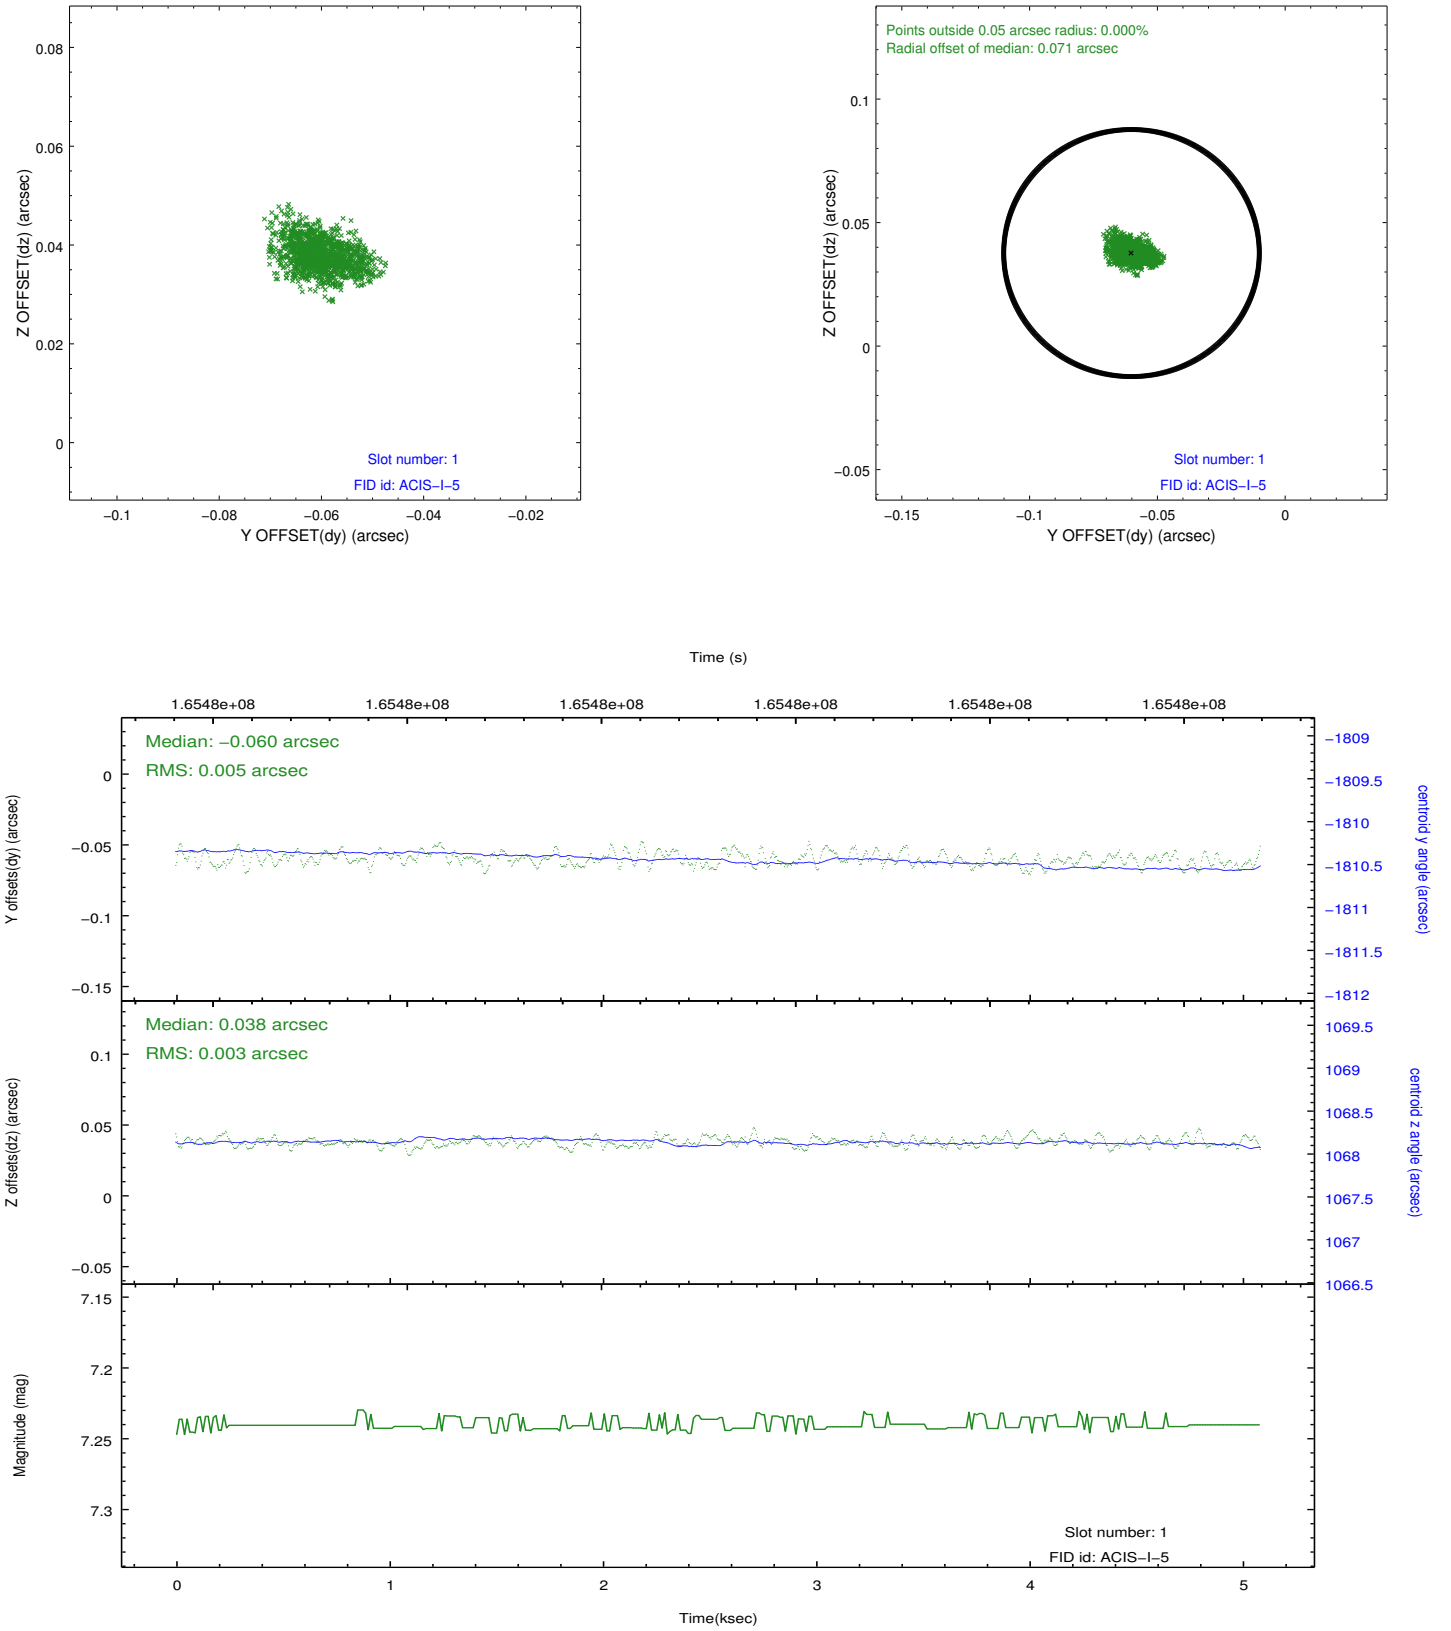 0.08
0.06
0.04
0.02
0
Z OFFSET(dz) (arcsec)
Slot number: 1
FID id: ACIS−I−5
−0.1 −0.08 −0.06 −0.04 −0.02
Y OFFSET(dy) (arcsec)
Points outside 0.05 arcsec radius: 0.000%
Radial offset of median: 0.071 arcsec
0.1
0.05
0
−0.05
Z OFFSET(dz) (arcsec)
Slot number: 1
FID id: ACIS−I−5
−0.15 −0.1 −0.05 0
Y OFFSET(dy) (arcsec)
Time (s)
1.6548e+08 1.6548e+08 1.6548e+08 1.6548e+08 1.6548e+08 1.6548e+08
Median: −0.060 arcsec
RMS: 0.005 arcsec
0
−0.05
−0.1
−0.15
Y offsets(dy) (arcsec)
−1809
−1809.5
−1810
−1810.5
−1811
−1811.5
−1812
centroid y angle (arcsec)
Median: 0.038 arcsec
RMS: 0.003 arcsec
0.1
0.05
0
−0.05
Z offsets(dz) (arcsec)
1069.5
1069
1068.5
1068
1067.5
1067
1066.5
centroid z angle (arcsec)
7.15
7.2
7.25
7.3
Magnitude (mag)
Slot number: 1
FID id: ACIS−I−5
0 1 2 3 4 5
Time(ksec)